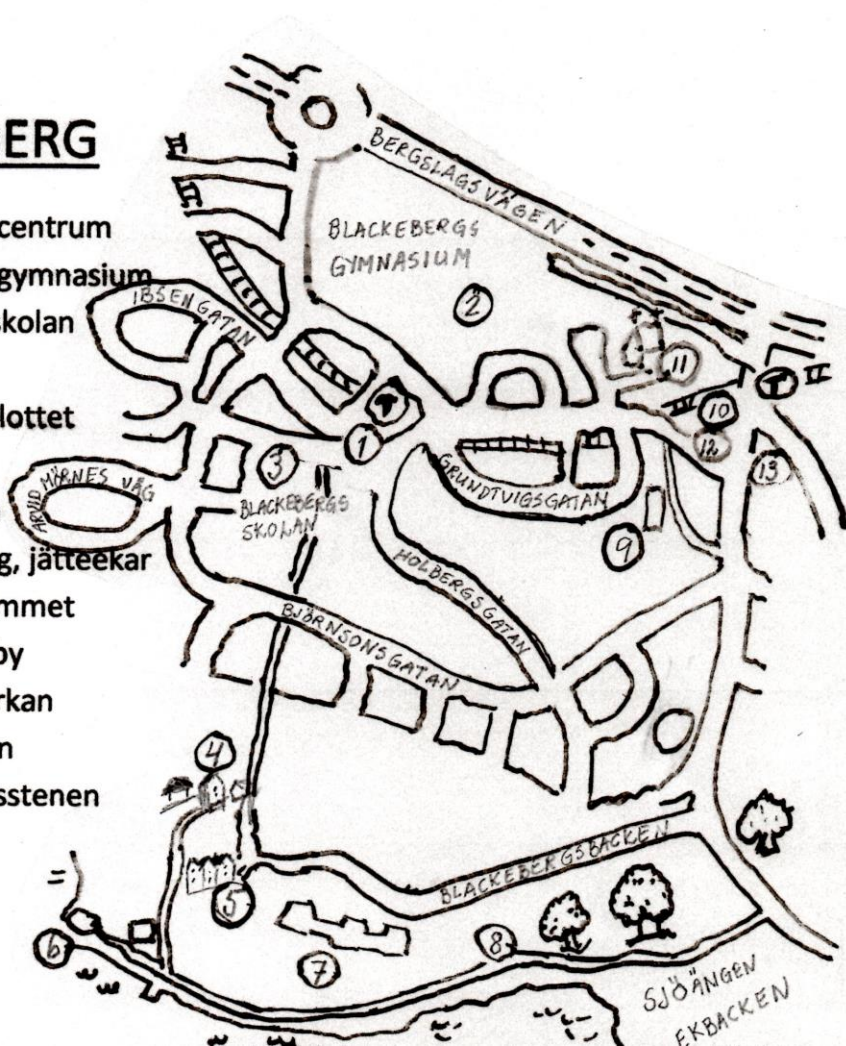 ERG
centrum
gymnasium
skolan
lottet
g, jätteekar
mmet
by
rkan
n
sstenen
BERGSLAGSVÄGEN
BLACKEBERGS
GYMNASIUM
2
IBSENGATAN
11
T
T
10
1
12
3
13
GRUNDTVIGSGATAN
ARVID MÖRNES VÄG
BLACKEBERGS
SKOLAN
9
HOLBERGSGATAN
BJÖRNSONSGATAN
4
BLACKEBERGSBACKEN
5
6
8
7
SJÖÄNGEN
EKBACKEN